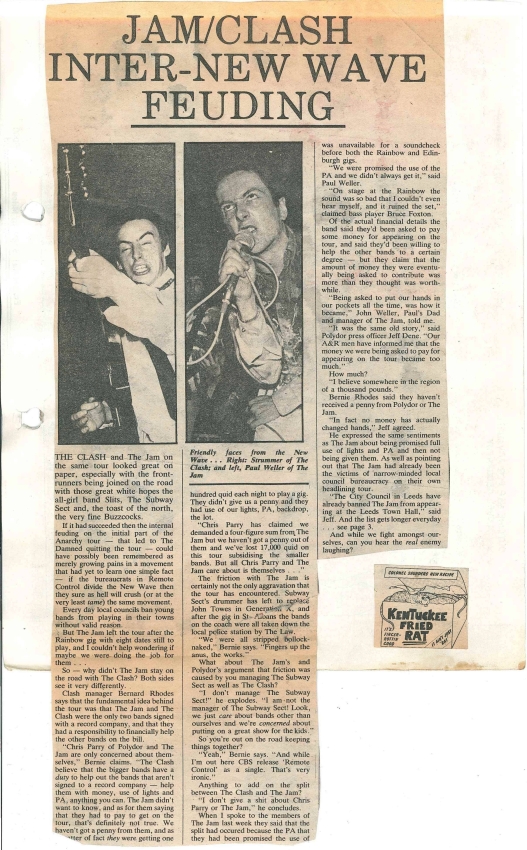 JAM/CLASH
INTER-NEW WAVE
FEUDING
THE CLASH and The Jam on
the same tour looked great on
paper, especially with the front-
runners being joined on the road
with those great white hopes the
all-girl band Slits, The Subway
Sect and, the toast of the north,
the very fine Buzzcocks.
If it had succeeded then the internal
feuding on the initial part of the
Anarchy tour — that led to The
Damned quitting the tour — could
have possibly been remembered as
merely growing pains in a movement
that had yet to learn one simple fact
— if the bureaucrats in Remote
Control divide the New Wave then
they sure as hell will crush (or at the
very least tame) the same movement.
Every day local councils ban young
bands from playing in their towns
without valid reason.
But The Jam left the tour after the
Rainbow gig with eight dates still to
play, and I couldn't help wondering if
maybe we were doing the job for
them . . .
So — why didn't The Jam stay on
the road with The Clash? Both sides
see it very differently.
Clash manager Bernard Rhodes
says that the fundamental idea behind
the tour was that The Jam and The
Clash were the only two bands signed
with a record company, and that they
had a responsibility to financially help
the other bands on the bill.
"Chris Parry of Polydor and The
Jam are only concerned about them-
selves," Bernie claims. "The Clash
believe that the bigger bands have a
duty to help out the bands that aren't
signed to a record company — help
them with money, use of lights and
PA, anything you can. The Jam didn't
want to know, and as for them saying
that they had to pay to get on the
tour, that's definitely not true. We
haven't got a penny from them, and as
matter of fact they were getting one
Friendly faces from the New
Wave . . . Right: Strummer of The
Clash; and left, Paul Weller of The
Jam
hundred quid each night to play a gig.
They didn't give us a penny and they
had use of our lights, PA, backdrop,
the lot.
"Chris Parry has claimed we
demanded a four-figure sum from The
Jam but we haven't got a penny out of
them and we've lost 17,000 quid on
this tour subsidising the smaller
bands. But all Chris Parry and The
Jam care about is themselves . . ."
The friction with The Jam is
certainly not the only aggravation that
the tour has encountered. Subway
Sect's drummer has left to replace
John Towes in Generation X, and
after the gig in St. Albans the bands
on the coach were all taken down the
local police station by The Law.
"We were all stripped bollock-
naked," Bernie says. "Fingers up the
anus, the works."
What about The Jam's and
Polydor's argument that friction was
caused by you managing The Subway
Sect as well as The Clash?
"I don't manage The Subway
Sect!" he explodes. "I am not the
manager of The Subway Sect! Look,
we just care about bands other than
ourselves and we're concerned about
putting on a great show for the kids."
So you're out on the road keeping
things together?
"Yeah," Bernie says. "And while
I'm out here CBS release 'Remote
Control' as a single. That's very
ironic."
Anything to add on the split
between The Clash and The Jam?
"I don't give a shit about Chris
Parry or The Jam," he concludes.
When I spoke to the members of
The Jam last week they said that the
split had occured because the PA that
they had been promised the use of
was unavailable for a soundcheck
before both the Rainbow and Edin-
burgh gigs.
"We were promised the use of the
PA and we didn't always get it," said
Paul Weller.
"On stage at the Rainbow the
sound was so bad that I couldn't even
hear myself, and it ruined the set,"
claimed bass player Bruce Foxton.
Of the actual financial details the
band said they'd been asked to pay
some money for appearing on the
tour, and said they'd been willing to
help the other bands to a certain
degree — but they claim that the
amount of money they were eventu-
ally being asked to contribute was
more than they thought was worth-
while.
"Being asked to put our hands in
our pockets all the time, was how it
became," John Weller, Paul's Dad
and manager of The Jam, told me.
"It was the same old story," said
Polydor press officer Jeff Dene. "Our
A&R men have informed me that the
money we were being asked to pay for
appearing on the tour became too
much."
How much?
"I believe somewhere in the region
of a thousand pounds."
Bernie Rhodes said they haven't
received a penny from Polydor or The
Jam.
"In fact no money has actually
changed hands," Jeff agreed.
He expressed the same sentiments
as The Jam about being promised full
use of lights and PA and then not
being given them. As well as pointing
out that The Jam had already been
the victims of narrow-minded local
council bureaucracy on their own
headlining tour.
"The City Council in Leeds have
already banned The Jam from appear-
ing at the Leeds Town Hall," said
Jeff. And the list grows longer everyday
. . . see page 3.
And while we fight amongst our-
selves, can you hear the real enemy
laughing?
COLONEL SAUNDERS OWN RECIPE
KENTUCKEE
FRIED
RAT
IT'S
FINGER-
ROTTIN
GOOD